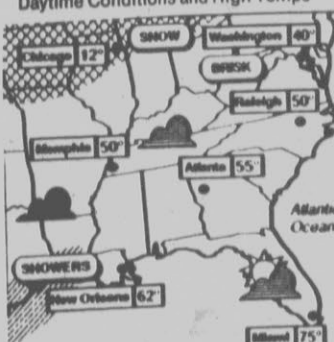 Daytime Conditions and High Temps
Chicago 12°
SNOW
Washington 40°
BRISK
Raleigh 50°
Memphis 50°
Atlanta 55°
Atlantic
Ocean
SHOWERS
New Orleans 62°
Miami 75°